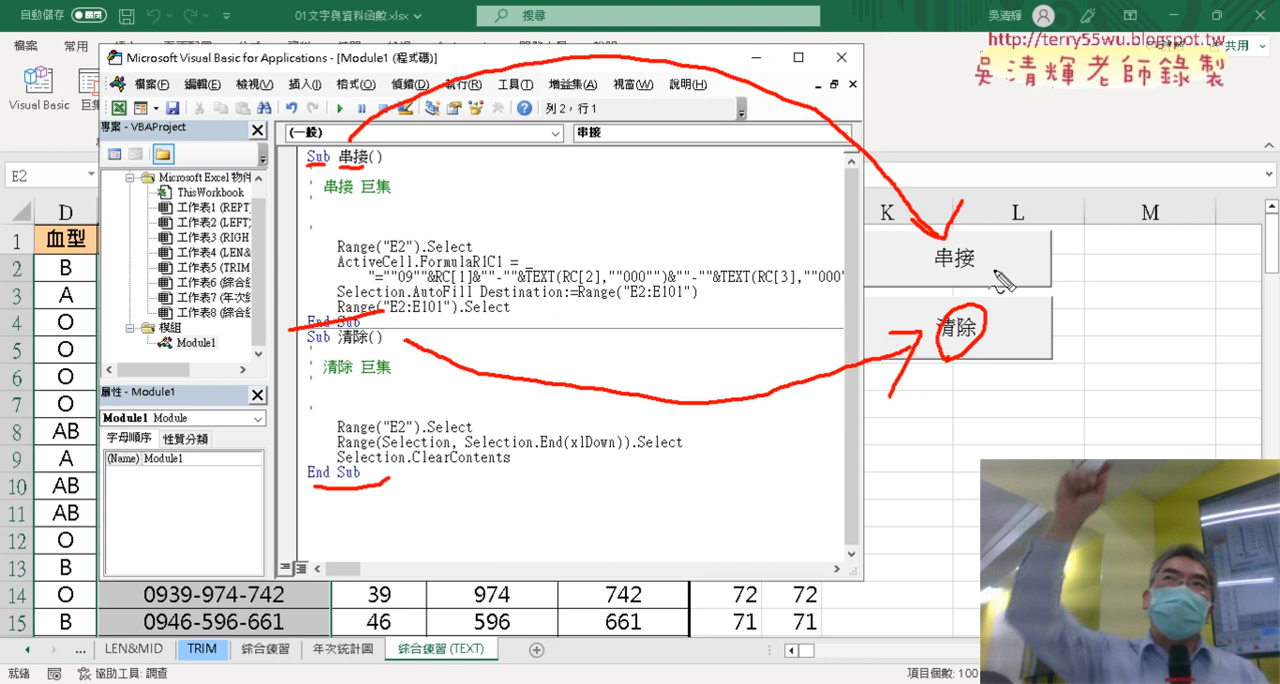 自動儲存
01文字與資料函數.xlsx
搜尋
吳清輝
http://terry55wu.blogspot.tw
吳清輝老師錄製
共用
檔案
常用
Visual Basic
Microsoft Visual Basic for Applications - [Module1 (程式碼)]
檔案(F) 編輯(E) 檢視(V) 插入(I) 格式(O) 偵錯(D) 執行(R) 工具(T) 增益集(A) 視窗(W) 說明(H)
列 2，行 1
專案 - VBAProject
(一般)
串接
Microsoft Excel 物件
ThisWorkbook
工作表1 (REPT
工作表2 (LEFT)
工作表3 (RIGH
工作表4 (LEN&
工作表5 (TRIM
工作表6 (綜合練
工作表7 (年次
工作表8 (綜合練
模組
Module1
屬性 - Module1
Module1 Module
字母順序 性質分類
(Name) Module1
Sub 串接()
'
' 串接 巨集
'
'
Range("E2").Select
ActiveCell.FormulaR1C1 = _
"=""09""&RC[1]&""-""&TEXT(RC[2],""000"")&""-""&TEXT(RC[3],""000"
Selection.AutoFill Destination:=Range("E2:E101")
Range("E2:E101").Select
End Sub
Sub 清除()
'
' 清除 巨集
'
'
Range("E2").Select
Range(Selection, Selection.End(xlDown)).Select
Selection.ClearContents
End Sub
E2
D K L M
1 血型
2 B
3 A
4 O
5 O
6 O
7 O
8 AB
9 A
10 AB
11 AB
12 O
13 B
14 O 0939-974-742 39 974 742 72 72
15 B 0946-596-661 46 596 661 71 71
串接
清除
... LEN&MID TRIM 綜合練習 年次統計圖 綜合練習 (TEXT)
就緒 協助工具: 調查 項目個數: 100